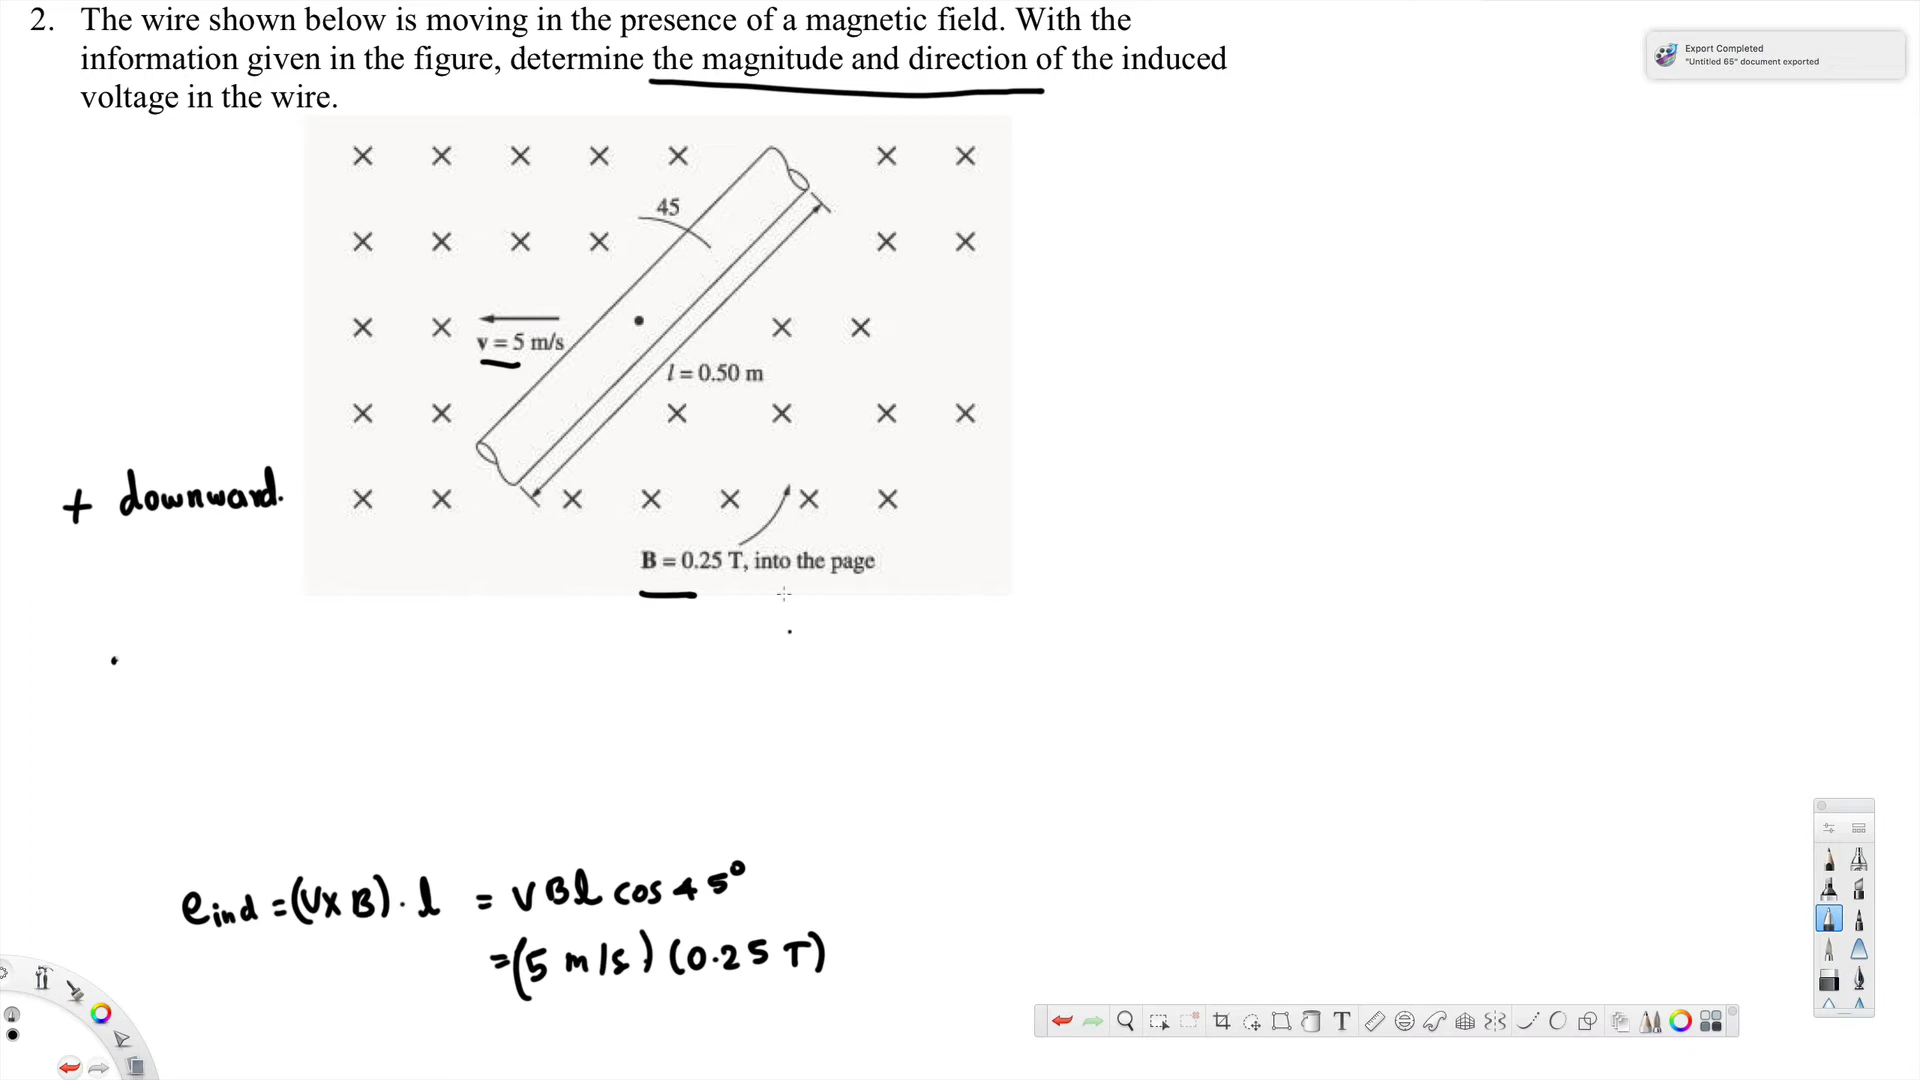 2. The wire shown below is moving in the presence of a magnetic field. With the
information given in the figure, determine the magnitude and direction of the induced
voltage in the wire.
Export Completed
"Untitled 65" document exported
× × × × × × ×
45
× × × × × ×
× × × ×
v = 5 m/s
l = 0.50 m
× × × × × ×
+ downward.
× × × × × × ×
B = 0.25 T, into the page
eind = (V×B) · l = VBl cos 45°
= (5 m/s) (0.25 T)
T